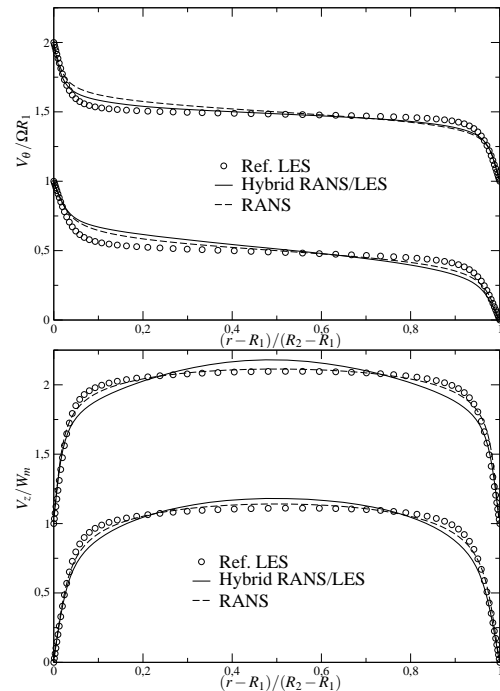 2
1,5
1
0,5
0
V_θ/ΩR_1
Ref. LES
Hybrid RANS/LES
RANS
0 0,2 0,4 0,6 0,8 1
(r−R_1)/(R_2−R_1)
2
1,5
1
0,5
0
V_z/W_m
Ref. LES
Hybrid RANS/LES
RANS
0 0,2 0,4 0,6 0,8 1
(r−R_1)/(R_2−R_1)